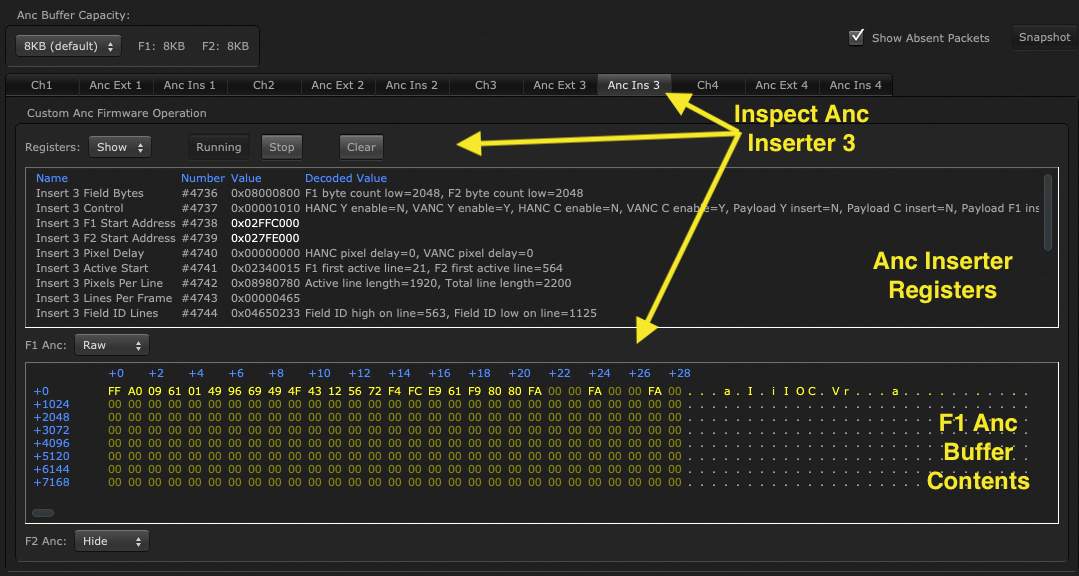 Anc Buffer Capacity:
8KB (default) F1: 8KB F2: 8KB
Show Absent Packets Snapshot
Ch1 Anc Ext 1 Anc Ins 1 Ch2 Anc Ext 2 Anc Ins 2 Ch3 Anc Ext 3 Anc Ins 3 Ch4 Anc Ext 4 Anc Ins 4
Custom Anc Firmware Operation
Inspect Anc
Inserter 3
Registers: Show Running Stop Clear
Name Number Value Decoded Value
Insert 3 Field Bytes #4736 0x08000800 F1 byte count low=2048, F2 byte count low=2048
Insert 3 Control #4737 0x00001010 HANC Y enable=N, VANC Y enable=Y, HANC C enable=N, VANC C enable=Y, Payload Y insert=N, Payload C insert=N, Payload F1 ins
Insert 3 F1 Start Address #4738 0x02FFC000
Insert 3 F2 Start Address #4739 0x027FE000
Insert 3 Pixel Delay #4740 0x00000000 HANC pixel delay=0, VANC pixel delay=0
Insert 3 Active Start #4741 0x02340015 F1 first active line=21, F2 first active line=564
Insert 3 Pixels Per Line #4742 0x08980780 Active line length=1920, Total line length=2200
Insert 3 Lines Per Frame #4743 0x00000465
Insert 3 Field ID Lines #4744 0x04650233 Field ID high on line=563, Field ID low on line=1125
Anc Inserter
Registers
F1 Anc: Raw
+0 +2 +4 +6 +8 +10 +12 +14 +16 +18 +20 +22 +24 +26 +28
+0 FF A0 09 61 01 49 96 69 49 4F 43 12 56 72 F4 FC E9 61 F9 80 80 FA 00 00 FA 00 00 FA 00 . . . a . I . i I O C . V r . . . a . . . . . . . . . . .
+1024 00 00 00 00 00 00 00 00 00 00 00 00 00 00 00 00 00 00 00 00 00 00 00 00 00 00 00 00 00 . . . . . . . . . . . . . . . . . . . . . . . . . . . . .
+2048 00 00 00 00 00 00 00 00 00 00 00 00 00 00 00 00 00 00 00 00 00 00 00 00 00 00 00 00 00 . . . . . . . . . . . . . . . . . . . . . . . . . . . . .
+3072 00 00 00 00 00 00 00 00 00 00 00 00 00 00 00 00 00 00 00 00 00 00 00 00 00 00 00 00 00 . . . . . . . . . . . . . . . . . . . . . . . . . . . . .
+4096 00 00 00 00 00 00 00 00 00 00 00 00 00 00 00 00 00 00 00 00 00 00 00 00 00 00 00 00 00 . . . . . . . . . . . . . . . . . . . . . . . . . . . . .
+5120 00 00 00 00 00 00 00 00 00 00 00 00 00 00 00 00 00 00 00 00 00 00 00 00 00 00 00 00 00 . . . . . . . . . . . . . . . . . . . . . . . . . . . . .
+6144 00 00 00 00 00 00 00 00 00 00 00 00 00 00 00 00 00 00 00 00 00 00 00 00 00 00 00 00 00 . . . . . . . . . . . . . . . . . . . . . . . . . . . . .
+7168 00 00 00 00 00 00 00 00 00 00 00 00 00 00 00 00 00 00 00 00 00 00 00 00 00 00 00 00 00 . . . . . . . . . . . . . . . . . . . . . . . . . . . . .
F1 Anc
Buffer
Contents
F2 Anc: Hide